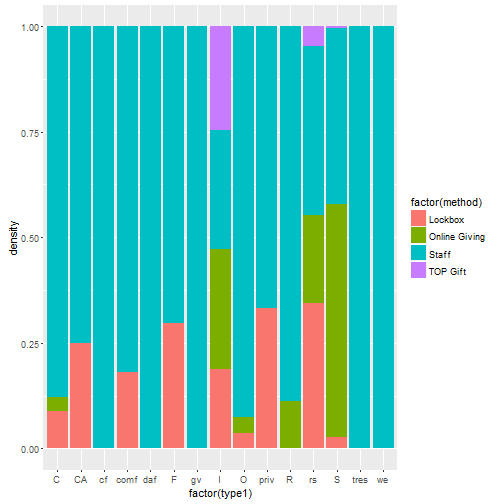 1.00
0.75
0.50
0.25
0.00
density
C CA cf comf daf F gv I O priv R rs S tres we
factor(type1)
factor(method)
Lockbox
Online Giving
Staff
TOP Gift